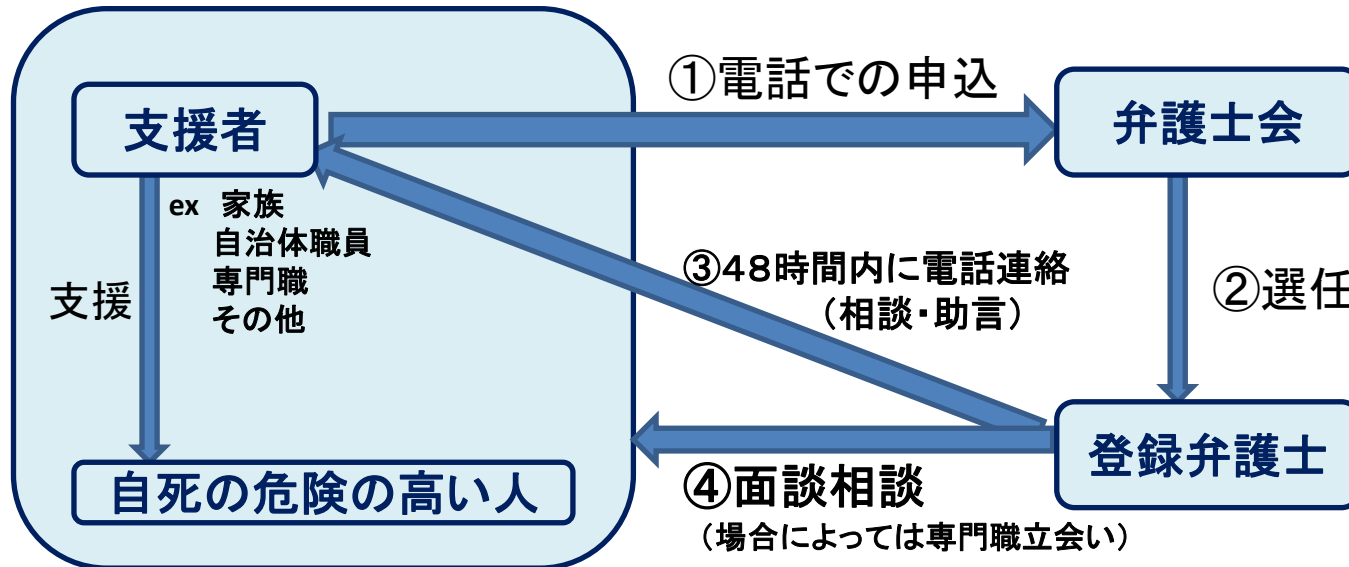 ①電話での申込
支援者
弁護士会
ex 家族
自治体職員
専門職
その他
支援
③48時間内に電話連絡
(相談・助言)
②選任
自死の危険の高い人
登録弁護士
④面談相談
(場合によっては専門職立会い)